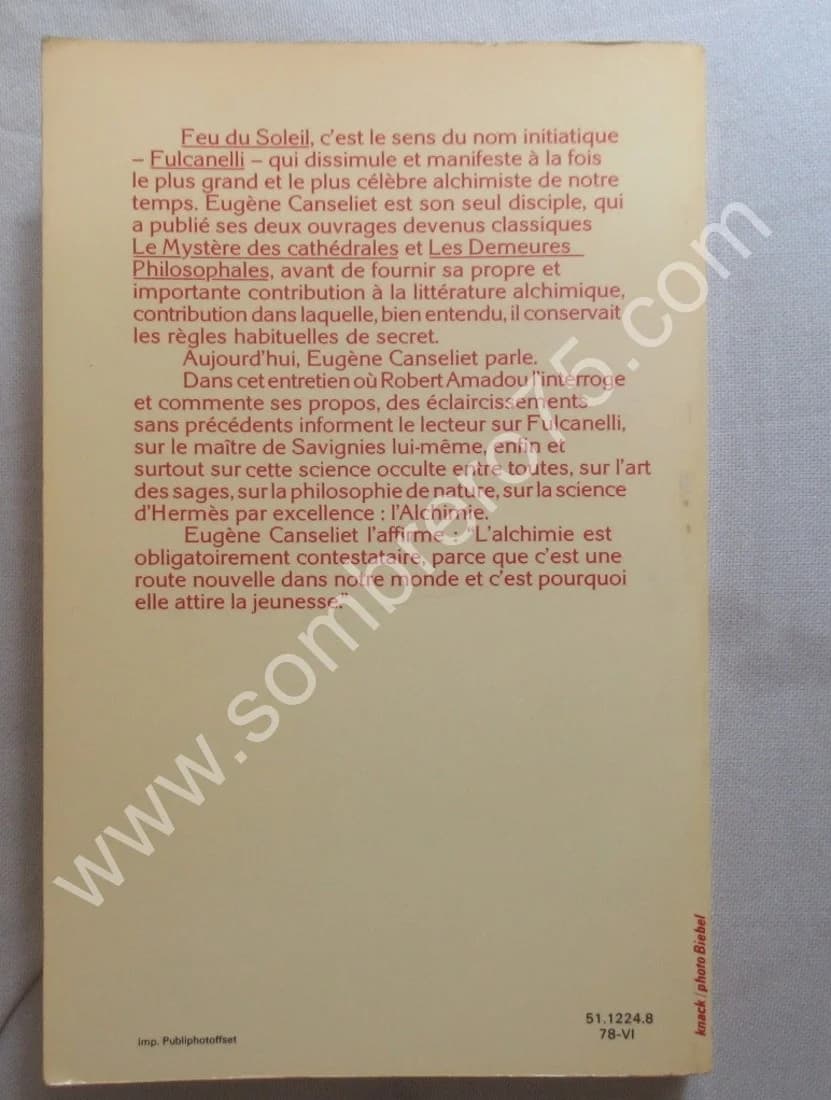 Feu du Soleil, c'est le sens du nom initiatique
– Fulcanelli – qui dissimule et manifeste à la fois
le plus grand et le plus célèbre alchimiste de notre
temps. Eugène Canseliet est son seul disciple, qui
a publié ses deux ouvrages devenus classiques
Le Mystère des cathédrales et Les Demeures
Philosophales, avant de fournir sa propre et
importante contribution à la littérature alchimique,
contribution dans laquelle, bien entendu, il conservait
les règles habituelles de secret.
Aujourd'hui, Eugène Canseliet parle.
Dans cet entretien où Robert Amadou l'interroge
et commente ses propos, des éclaircissements
sans précédents informent le lecteur sur Fulcanelli,
sur le maître de Savignies lui-même, enfin et
surtout sur cette science occulte entre toutes, sur l'art
des sages, sur la philosophie de nature, sur la science
d'Hermès par excellence : l'Alchimie.
Eugène Canseliet l'affirme : "L'alchimie est
obligatoirement contestataire, parce que c'est une
route nouvelle dans notre monde et c'est pourquoi
elle attire la jeunesse."
www.sombrero75.com
knack / photo Biebel
51.1224.8
78-VI
imp. Publiphotoffset